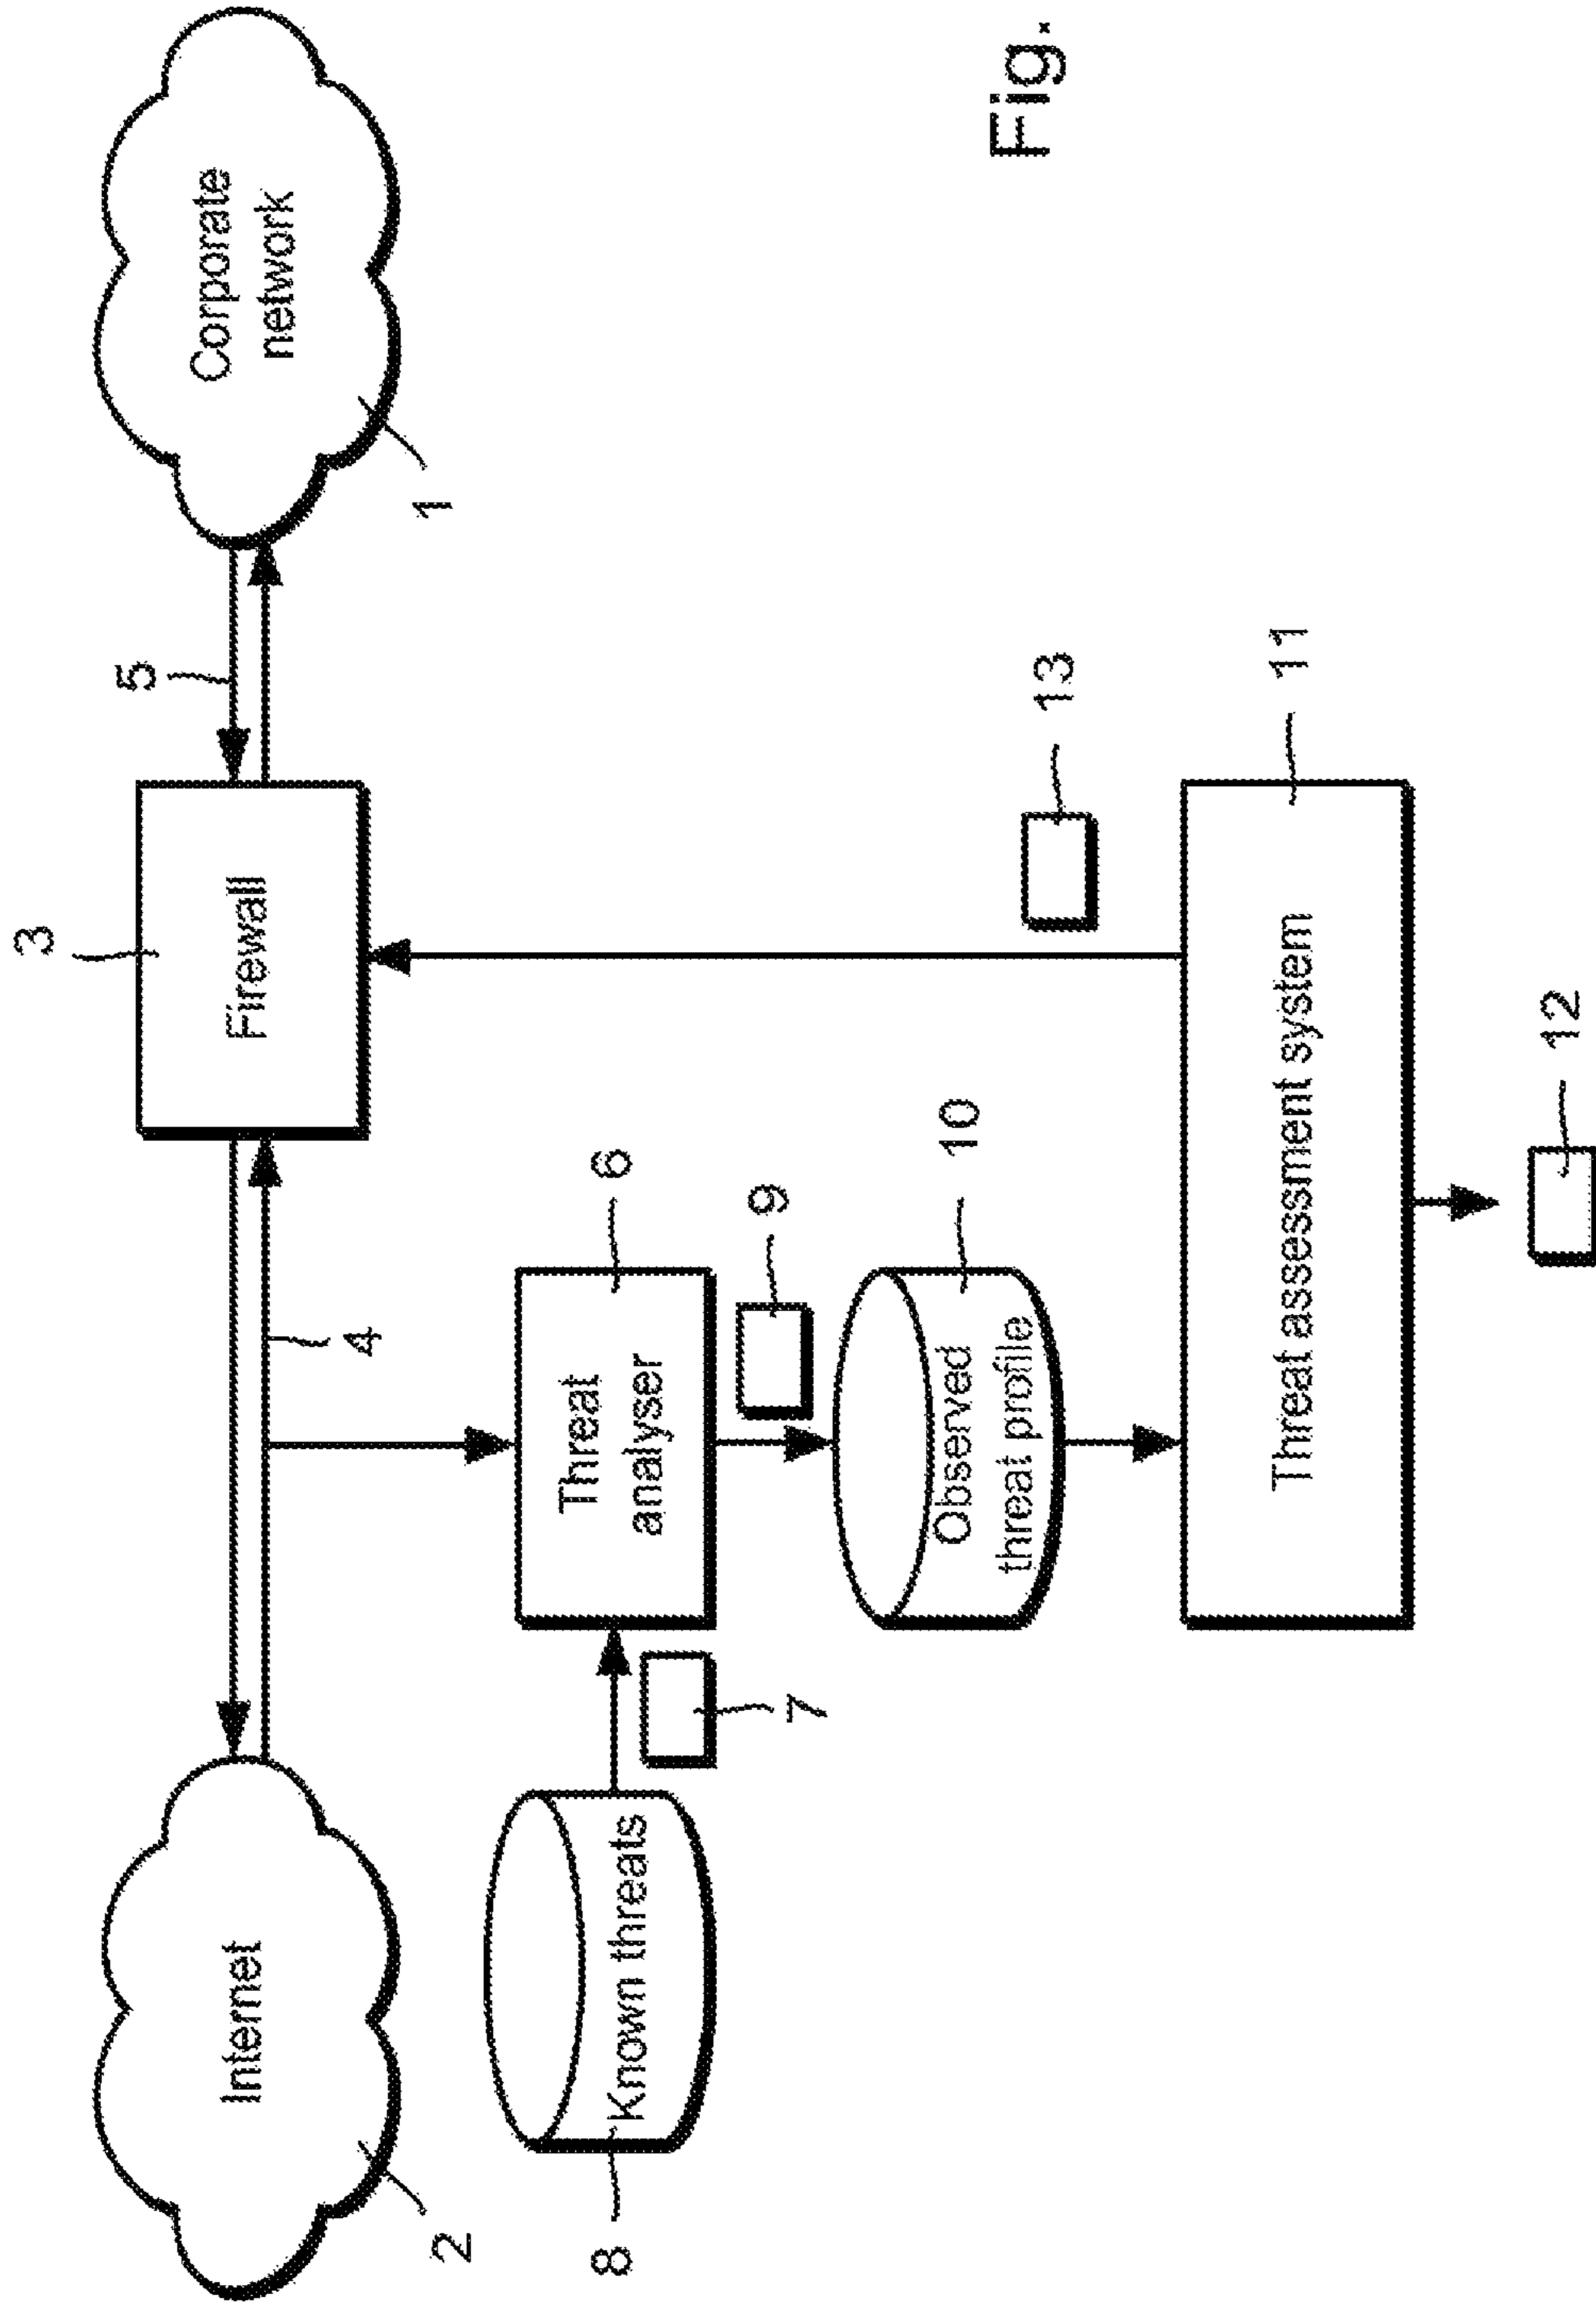 3
5
Internet
Firewall
Corporate
network
4
2
1
6
Threat
analyser
8
Known threats
7
9
10
Observed
threat profile
13
Fig.
11
Threat assessment system
12